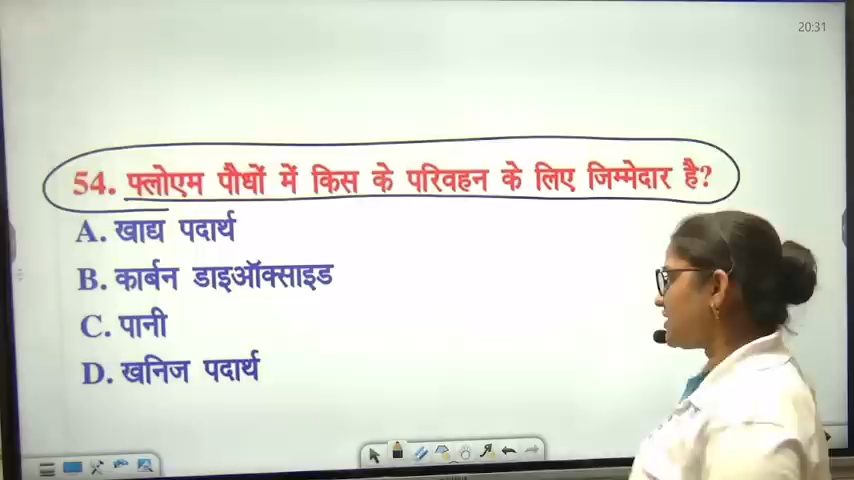 20:31
54. फ्लोएम पौधों में किस के परिवहन के लिए जिम्मेदार है?
A. खाद्य पदार्थ
B. कार्बन डाइऑक्साइड
C. पानी
D. खनिज पदार्थ